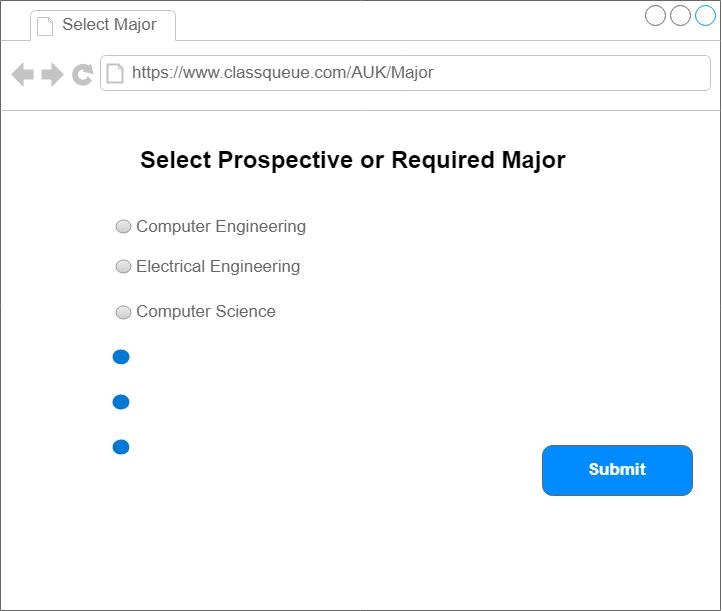 Select Major
https://www.classqueue.com/AUK/Major
Select Prospective or Required Major
Computer Engineering
Electrical Engineering
Computer Science
Submit